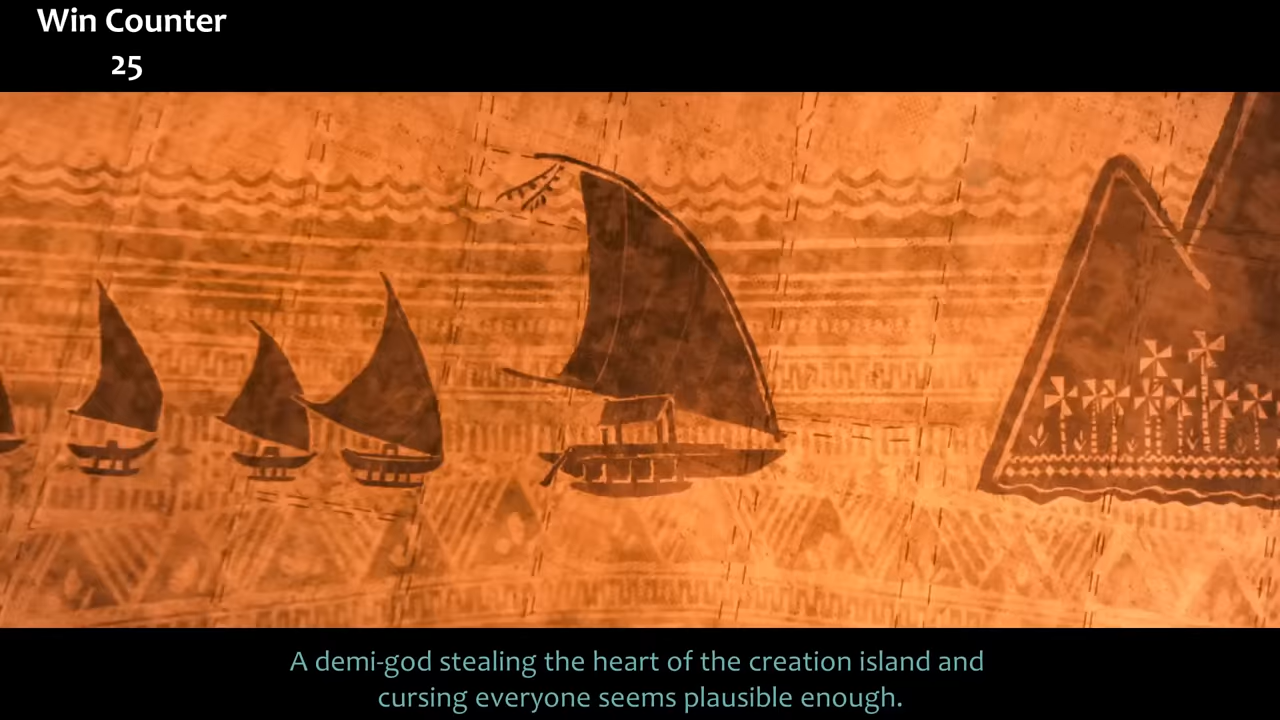 Win Counter
25
A demi-god stealing the heart of the creation island and
cursing everyone seems plausible enough.